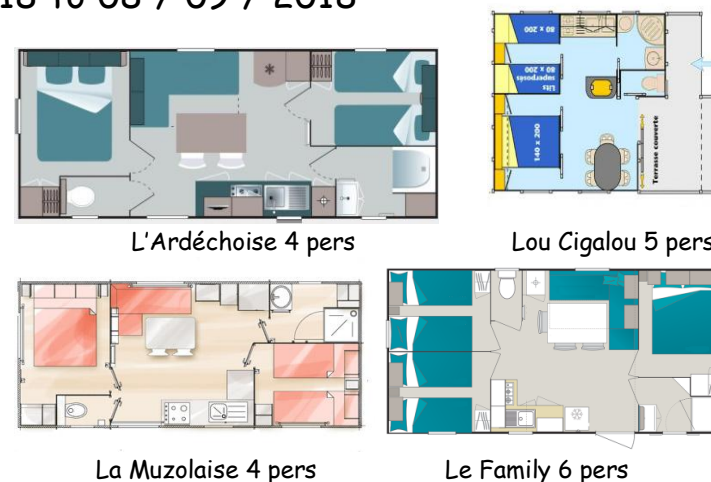 18 to 08 / 09 / 2018
80 x 200
80 x 200
Lits
superposés
140 x 200
Terrasse couverte
L'Ardéchoise 4 pers
Lou Cigalou 5 pers
La Muzolaise 4 pers
Le Family 6 pers